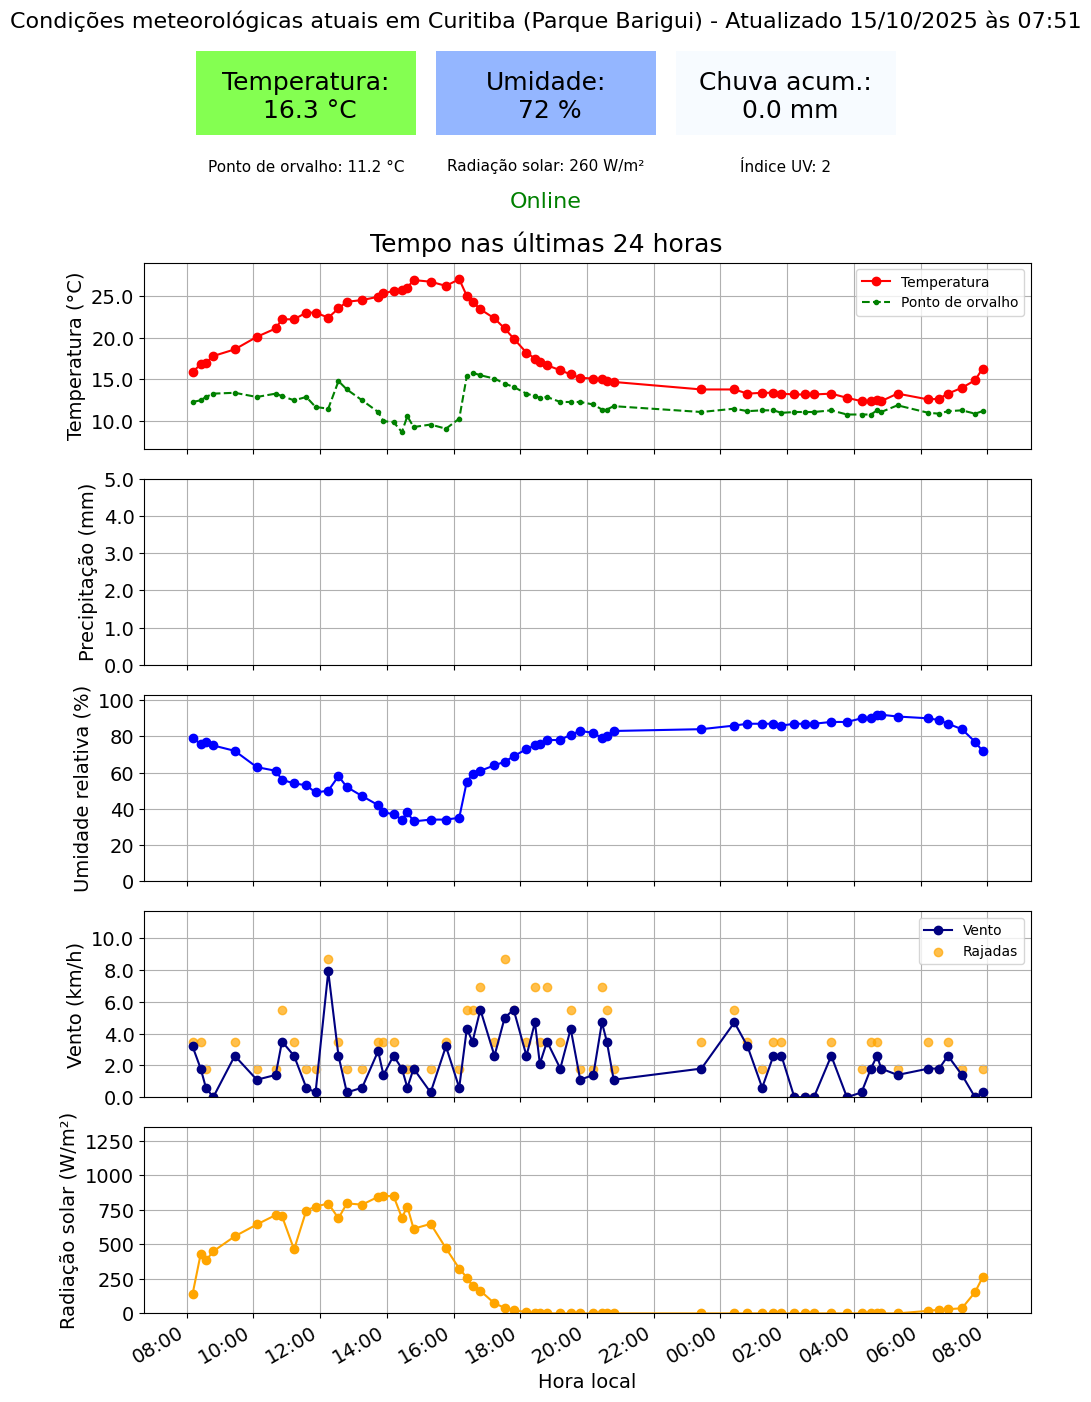 Condições meteorológicas atuais em Curitiba (Parque Barigui) - Atualizado 15/10/2025 às 07:51
Temperatura:
16.3 °C
Umidade:
72 %
Chuva acum.:
0.0 mm
Ponto de orvalho: 11.2 °C
Radiação solar: 260 W/m²
Índice UV: 2
Online
Tempo nas últimas 24 horas
Temperatura (°C)
25.0
20.0
15.0
10.0
Temperatura
Ponto de orvalho
Precipitação (mm)
5.0
4.0
3.0
2.0
1.0
0.0
Umidade relativa (%)
100
80
60
40
20
0
Vento (km/h)
10.0
8.0
6.0
4.0
2.0
0.0
Vento
Rajadas
Radiação solar (W/m²)
1250
1000
750
500
250
0
08:00
10:00
12:00
14:00
16:00
18:00
20:00
22:00
00:00
02:00
04:00
06:00
08:00
Hora local